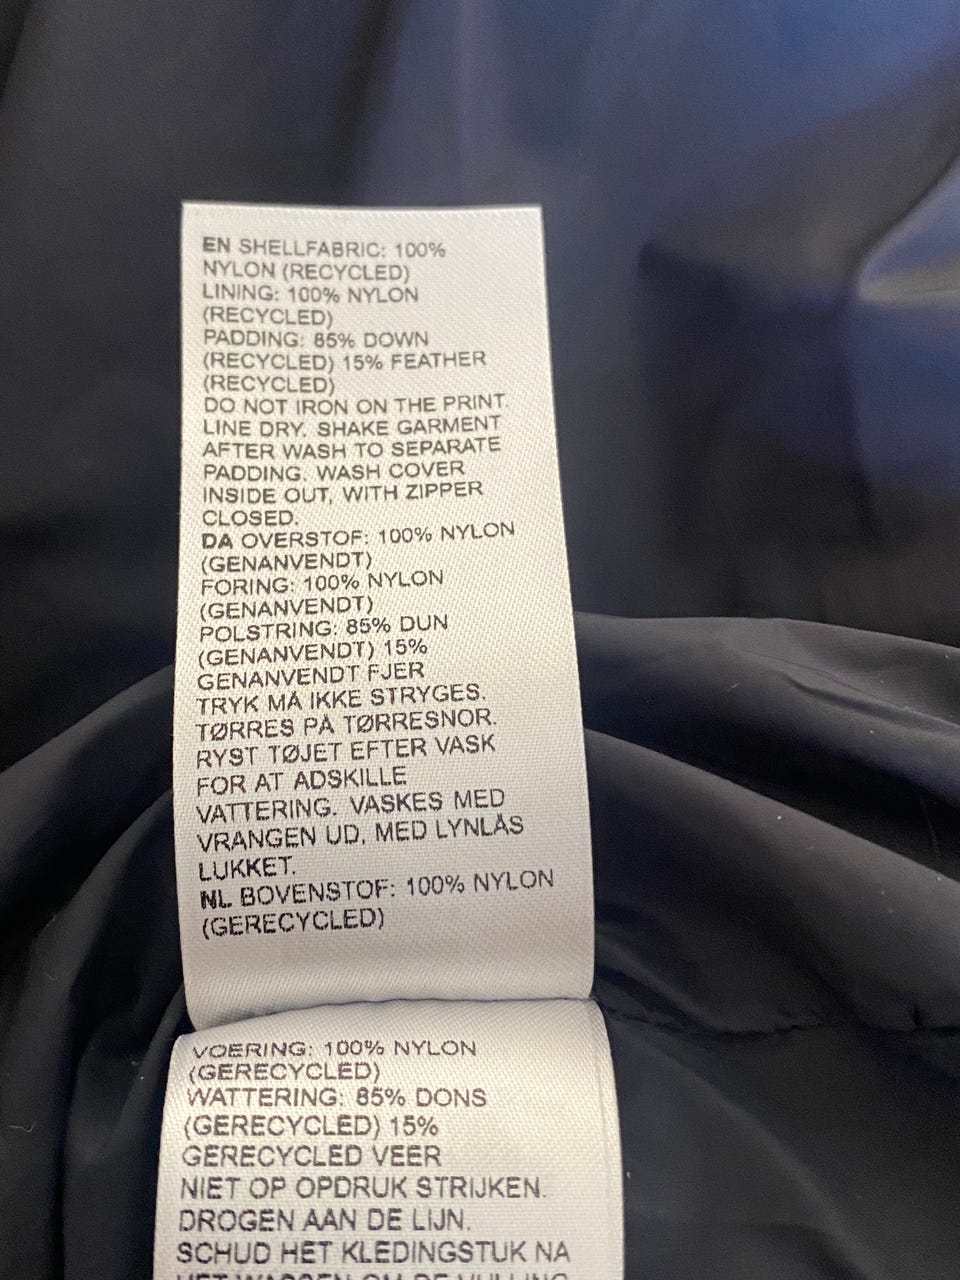 EN SHELLFABRIC: 100%
NYLON (RECYCLED)
LINING: 100% NYLON
(RECYCLED)
PADDING: 85% DOWN
(RECYCLED) 15% FEATHER
(RECYCLED)
DO NOT IRON ON THE PRINT.
LINE DRY. SHAKE GARMENT
AFTER WASH TO SEPARATE
PADDING. WASH COVER
INSIDE OUT, WITH ZIPPER
CLOSED.
DA OVERSTOF: 100% NYLON
(GENANVENDT)
FORING: 100% NYLON
(GENANVENDT)
POLSTRING: 85% DUN
(GENANVENDT) 15%
GENANVENDT FJER
TRYK MÅ IKKE STRYGES.
TØRRES PÅ TØRRESNOR.
RYST TØJET EFTER VASK
FOR AT ADSKILLE
VATTERING. VASKES MED
VRANGEN UD, MED LYNLÅS
LUKKET.
NL BOVENSTOF: 100% NYLON
(GERECYCLED)
VOERING: 100% NYLON
(GERECYCLED)
WATTERING: 85% DONS
(GERECYCLED) 15%
GERECYCLED VEER
NIET OP OPDRUK STRIJKEN.
DROGEN AAN DE LIJN.
SCHUD HET KLEDINGSTUK NA
HET WASSEN OM DE VULLING